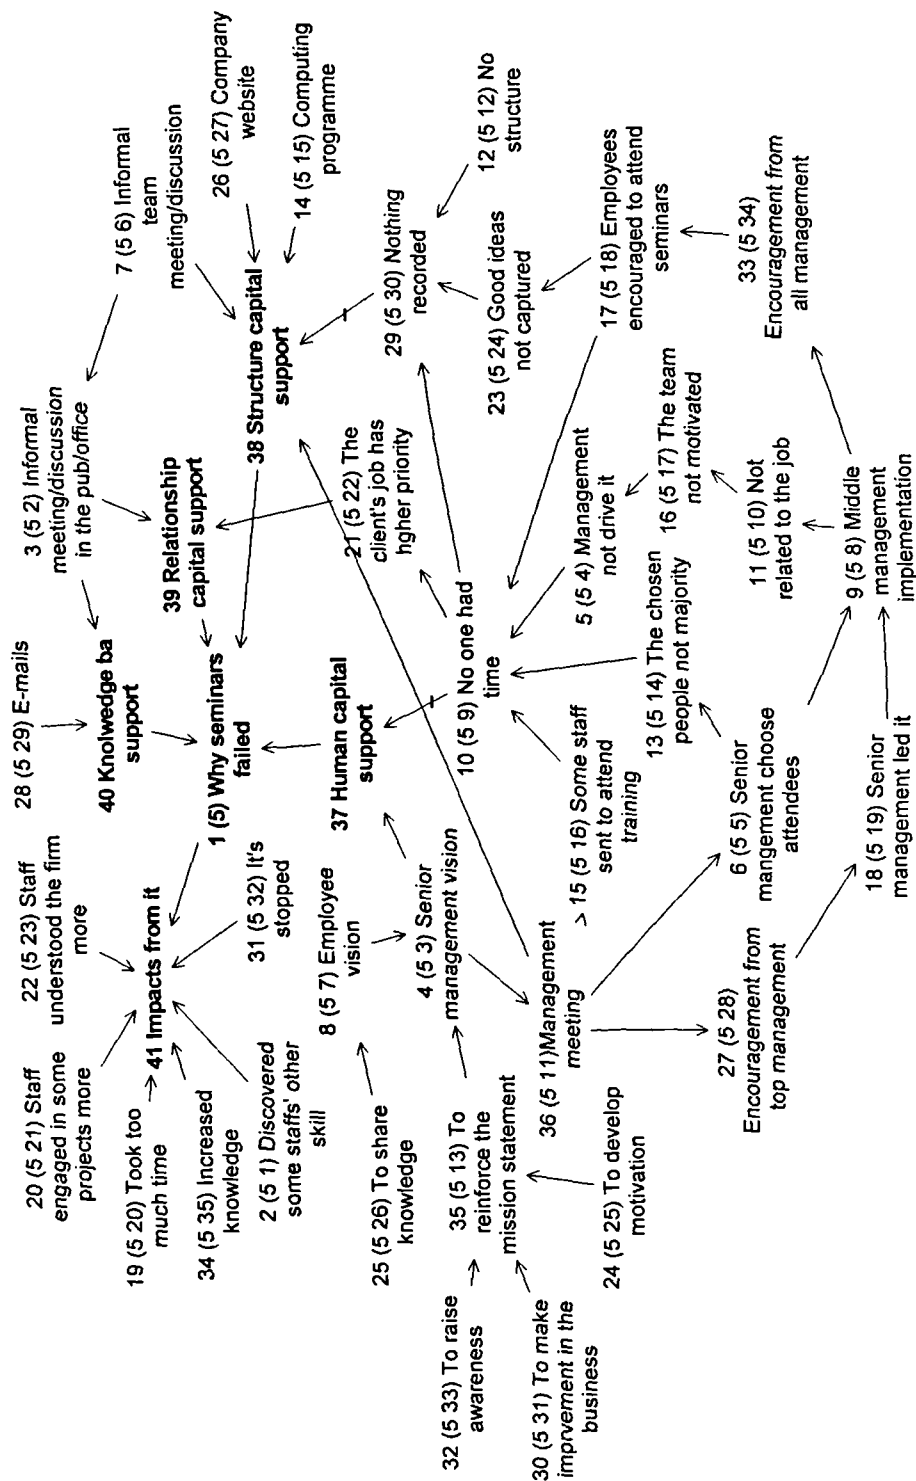 20 (5 21) Staff
engaged in some
projects more
22 (5 23) Staff
understood the firm
more
28 (5 29) E-mails
3 (5 2) Informal
meeting/discussion
in the pub/office
7 (5 6) Informal
team
meeting/discussion
19 (5 20) Took too
much time
41 Impacts from it
40 Knolwedge ba
support
26 (5 27) Company
website
34 (5 35) Increased
knowledge
31 (5 32) It's
stopped
1 (5) Why seminars
failed
39 Relationship
capital support
38 Structure capital
support
14 (5 15) Computing
programme
2 (5 1) Discovered
some staffs' other
skill
8 (5 7) Employee
vision
37 Human capital
support
21 (5 22) The
client's job has
hgher priority
29 (5 30) Nothing
recorded
12 (5 12) No
structure
25 (5 26) To share
knowledge
4 (5 3) Senior
management vision
10 (5 9) No one had
time
23 (5 24) Good ideas
not captured
32 (5 33) To raise
awareness
35 (5 13) To
reinforce the
mission statement
36 (5 11)Management
meeting
> 15 (5 16) Some staff
sent to attend
training
5 (5 4) Management
not drive it
17 (5 18) Employees
encouraged to attend
seminars
30 (5 31) To make
imprvement in the
business
24 (5 25) To develop
motivation
13 (5 14) The chosen
people not majority
16 (5 17) The team
not motivated
27 (5 28)
Encouragement from
top management
6 (5 5) Senior
mangement choose
attendees
11 (5 10) Not
related to the job
33 (5 34)
Encouragement from
all management
18 (5 19) Senior
management led it
9 (5 8) Middle
management
implementation